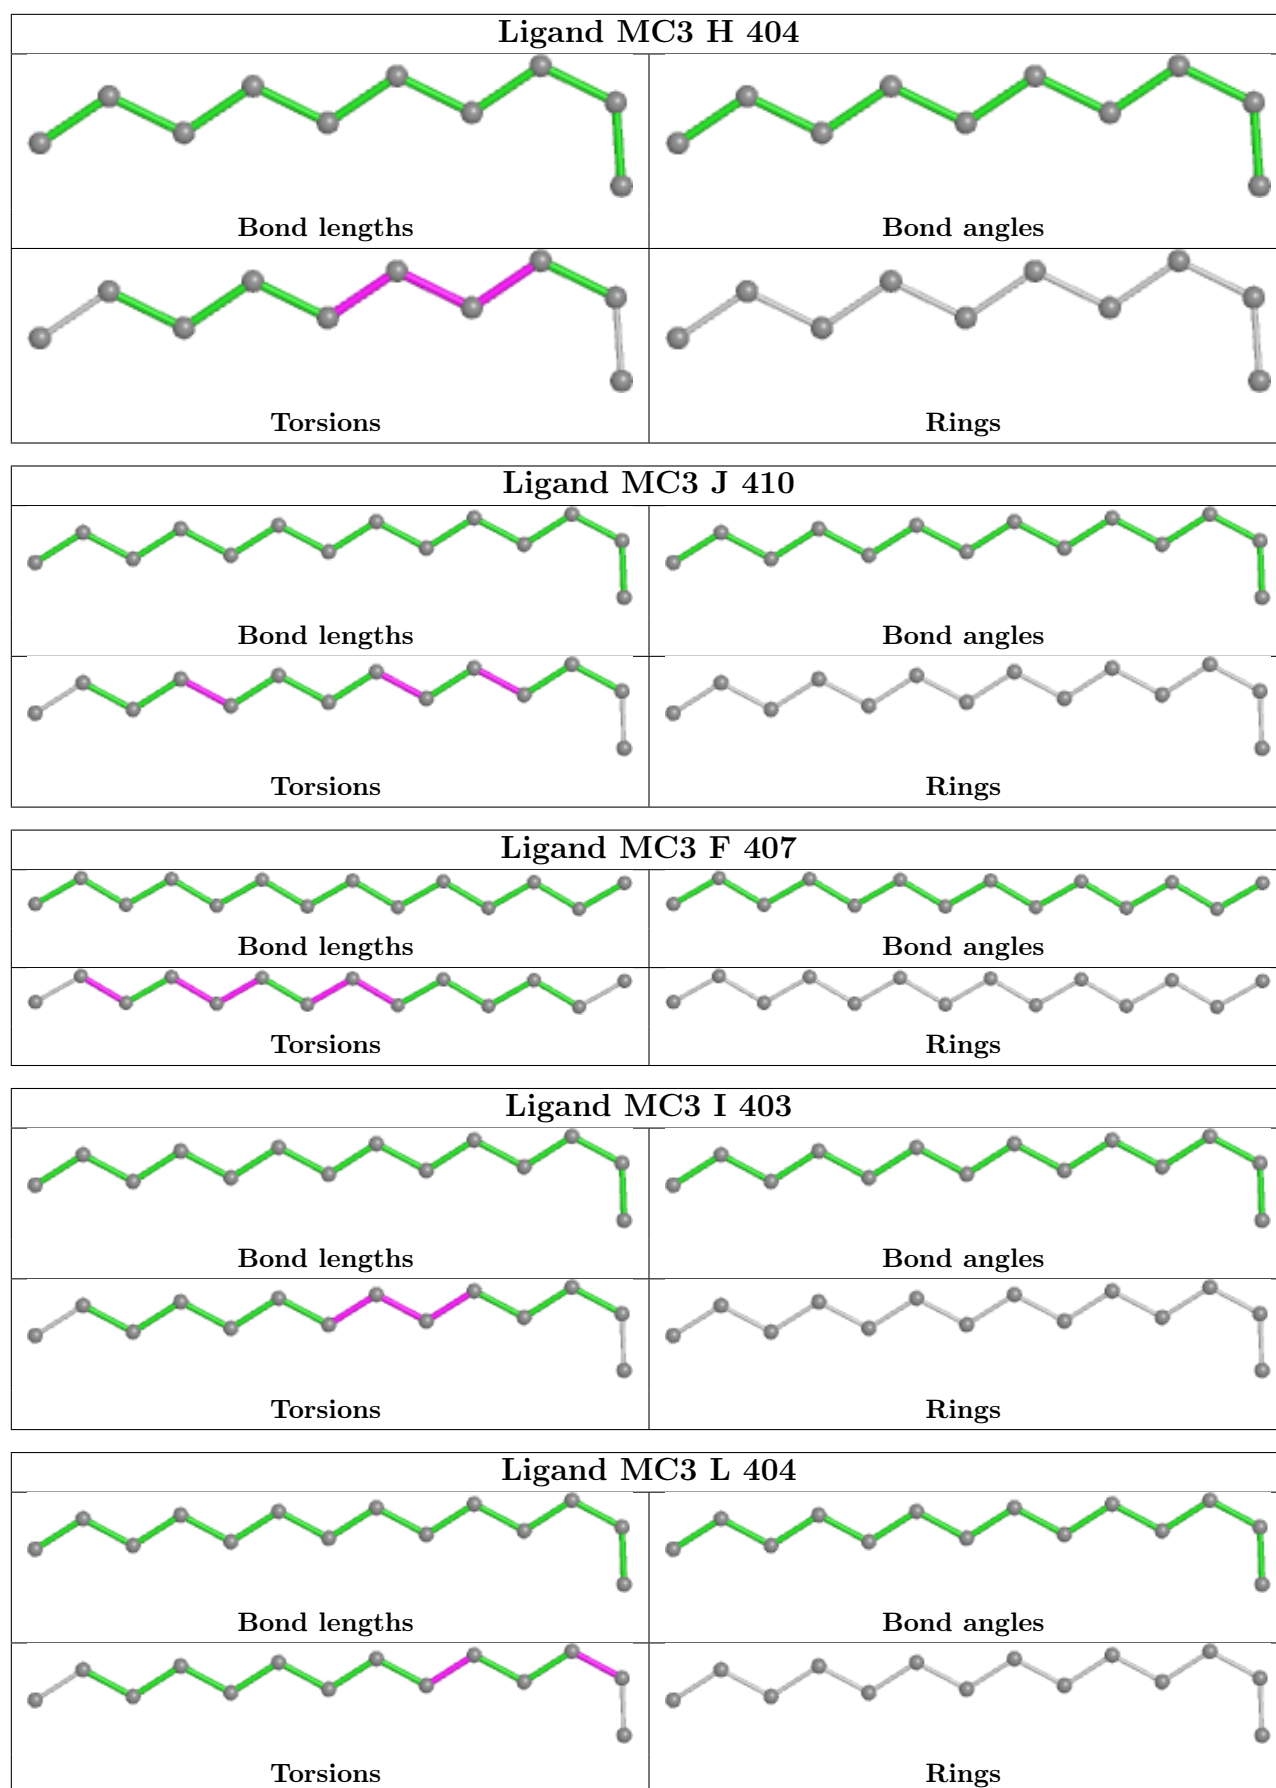 Ligand MC3 H 404
Bond lengths
Bond angles
Torsions
Rings
Ligand MC3 J 410
Bond lengths
Bond angles
Torsions
Rings
Ligand MC3 F 407
Bond lengths
Bond angles
Torsions
Rings
Ligand MC3 I 403
Bond lengths
Bond angles
Torsions
Rings
Ligand MC3 L 404
Bond lengths
Bond angles
Torsions
Rings